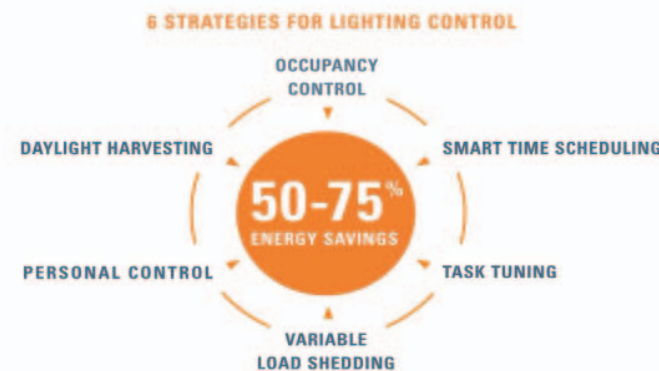 6 STRATEGIES FOR LIGHTING CONTROL
OCCUPANCY
CONTROL
DAYLIGHT HARVESTING
SMART TIME SCHEDULING
50-75%
ENERGY SAVINGS
PERSONAL CONTROL
TASK TUNING
VARIABLE
LOAD SHEDDING